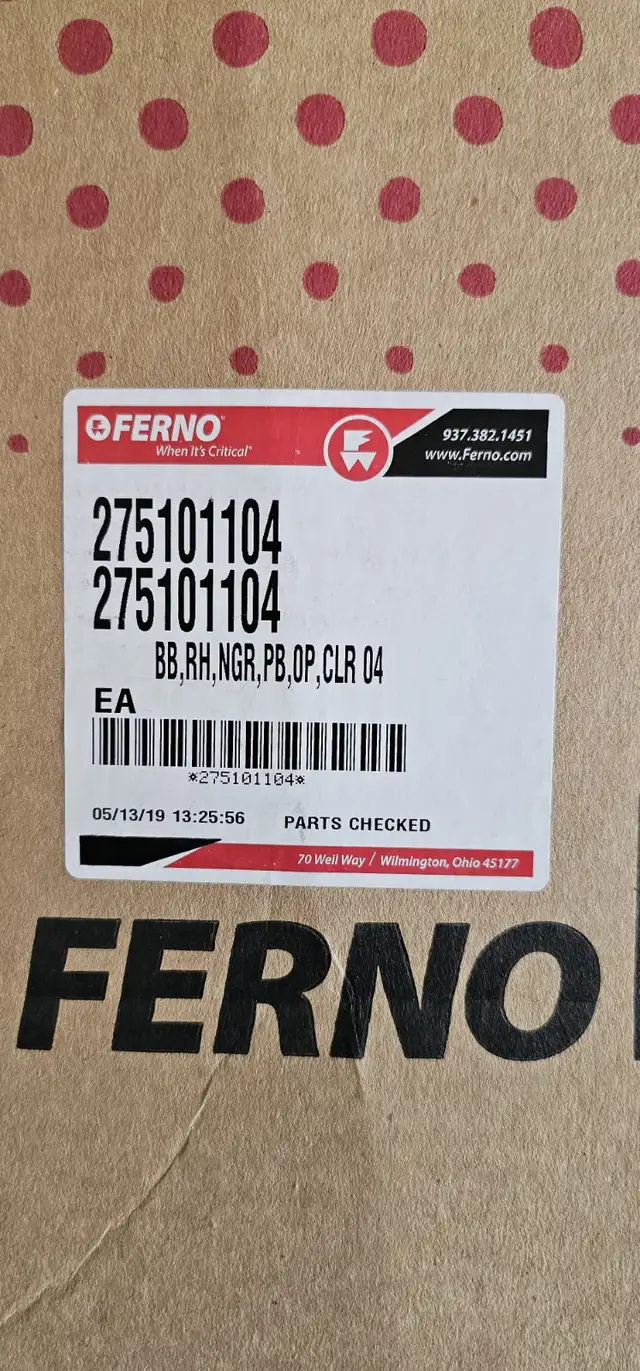 FERNO
When It's Critical
937.382.1451
www.Ferno.com
275101104
275101104
BB,RH,NGR,PB,OP,CLR 04
EA
*275101104*
05/13/19 13:25:56 PARTS CHECKED
70 Weil Way / Wilmington, Ohio 45177
FERNO